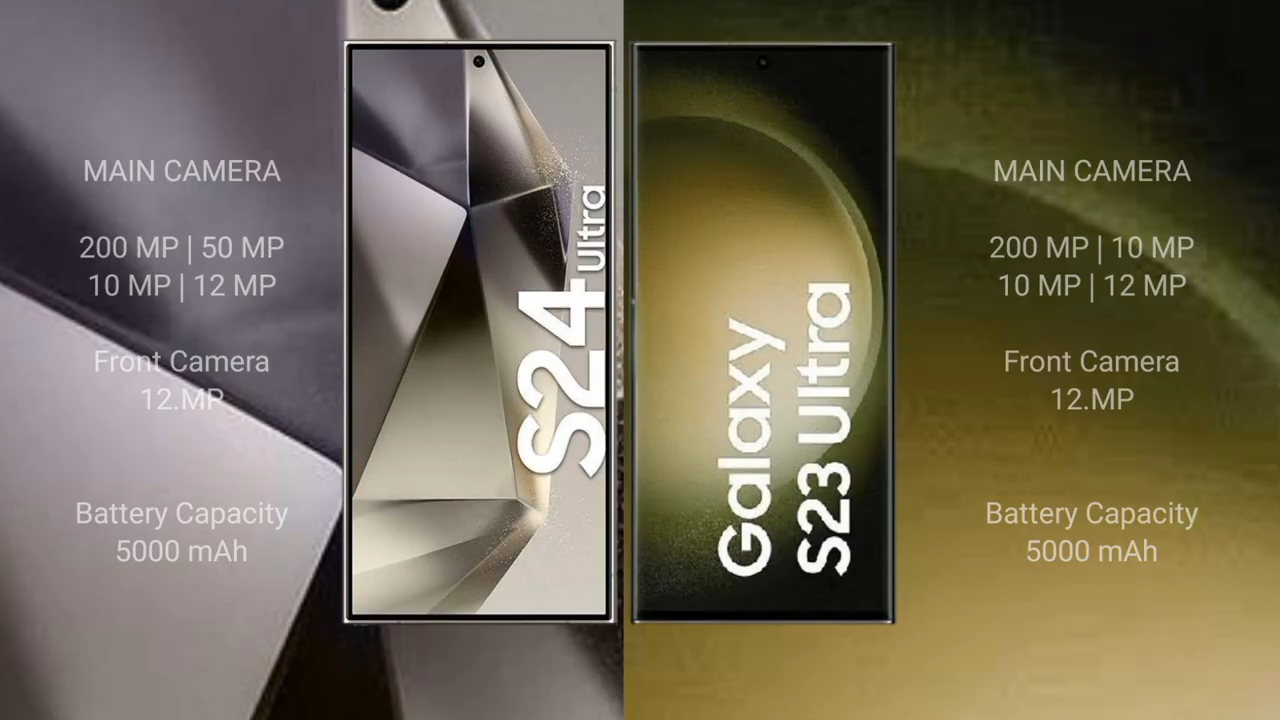 MAIN CAMERA
200 MP | 50 MP
10 MP | 12 MP
Front Camera
12.MP
Battery Capacity
5000 mAh
S24 Ultra
Galaxy
S23 Ultra
MAIN CAMERA
200 MP | 10 MP
10 MP | 12 MP
Front Camera
12.MP
Battery Capacity
5000 mAh